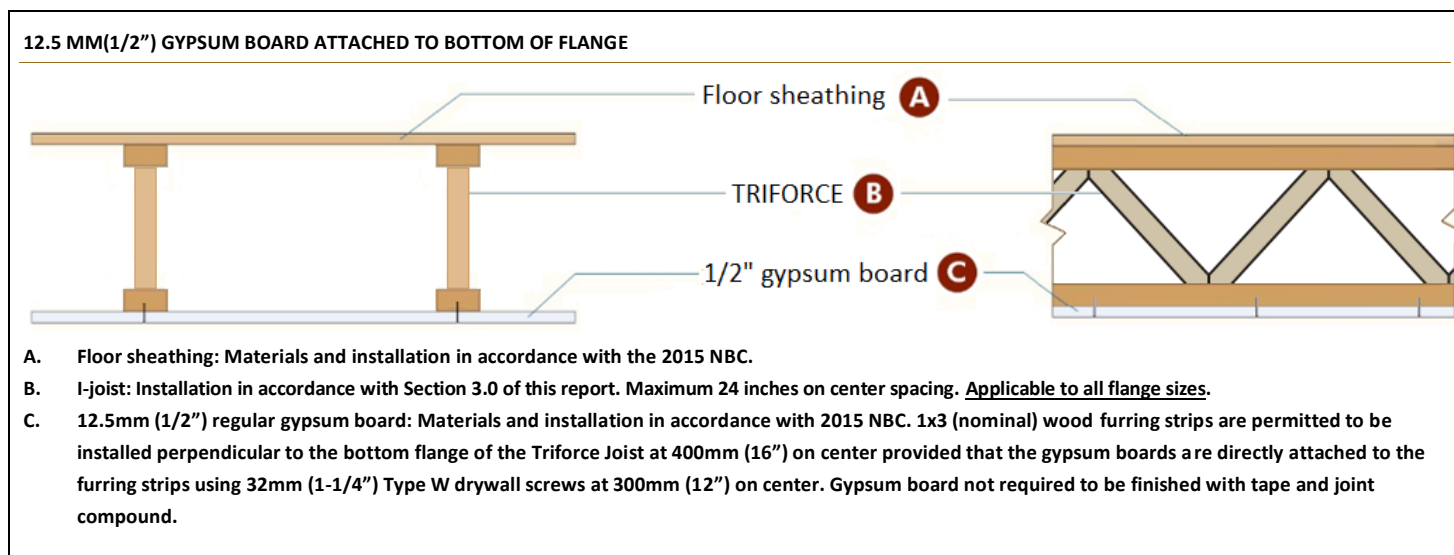 12.5 MM(1/2”) GYPSUM BOARD ATTACHED TO BOTTOM OF FLANGE
Floor sheathing A
TRIFORCE B
1/2" gypsum board C
A. Floor sheathing: Materials and installation in accordance with the 2015 NBC.
B. I-joist: Installation in accordance with Section 3.0 of this report. Maximum 24 inches on center spacing. Applicable to all flange sizes.
C. 12.5mm (1/2”) regular gypsum board: Materials and installation in accordance with 2015 NBC. 1x3 (nominal) wood furring strips are permitted to be
installed perpendicular to the bottom flange of the Triforce Joist at 400mm (16”) on center provided that the gypsum boards are directly attached to the
furring strips using 32mm (1-1/4”) Type W drywall screws at 300mm (12”) on center. Gypsum board not required to be finished with tape and joint
compound.